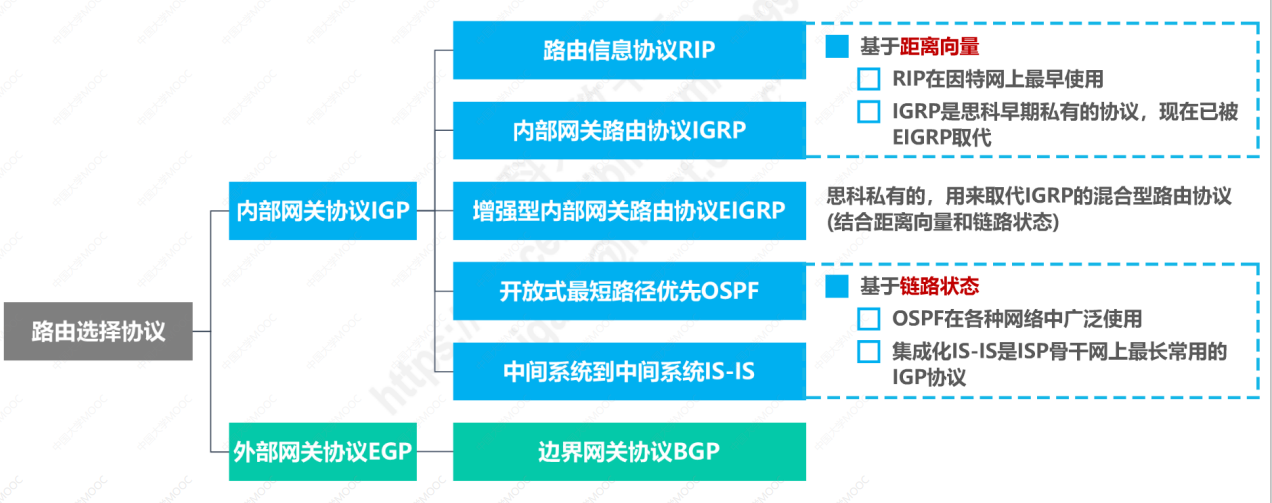 路由信息协议RIP
基于距离向量
RIP在因特网上最早使用
IGRP是思科早期私有的协议，现在已被
EIGRP取代
内部网关路由协议IGRP
内部网关协议IGP
增强型内部网关路由协议EIGRP
思科私有的，用来取代IGRP的混合型路由协议
(结合距离向量和链路状态)
开放式最短路径优先OSPF
基于链路状态
OSPF在各种网络中广泛使用
集成化IS-IS是ISP骨干网上最长常用的
IGP协议
路由选择协议
中间系统到中间系统IS-IS
外部网关协议EGP
边界网关协议BGP
中国大学MOOC